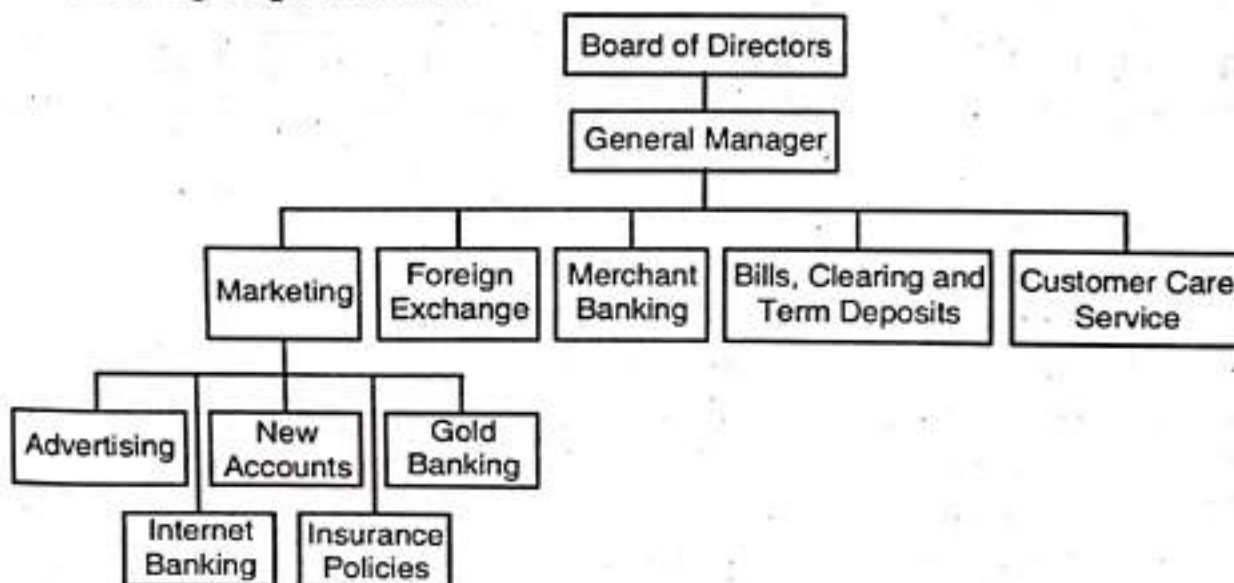 Board of Directors
General Manager
Marketing
Foreign
Exchange
Merchant
Banking
Bills, Clearing and
Term Deposits
Customer Care
Service
Advertising
New
Accounts
Gold
Banking
Internet
Banking
Insurance
Policies